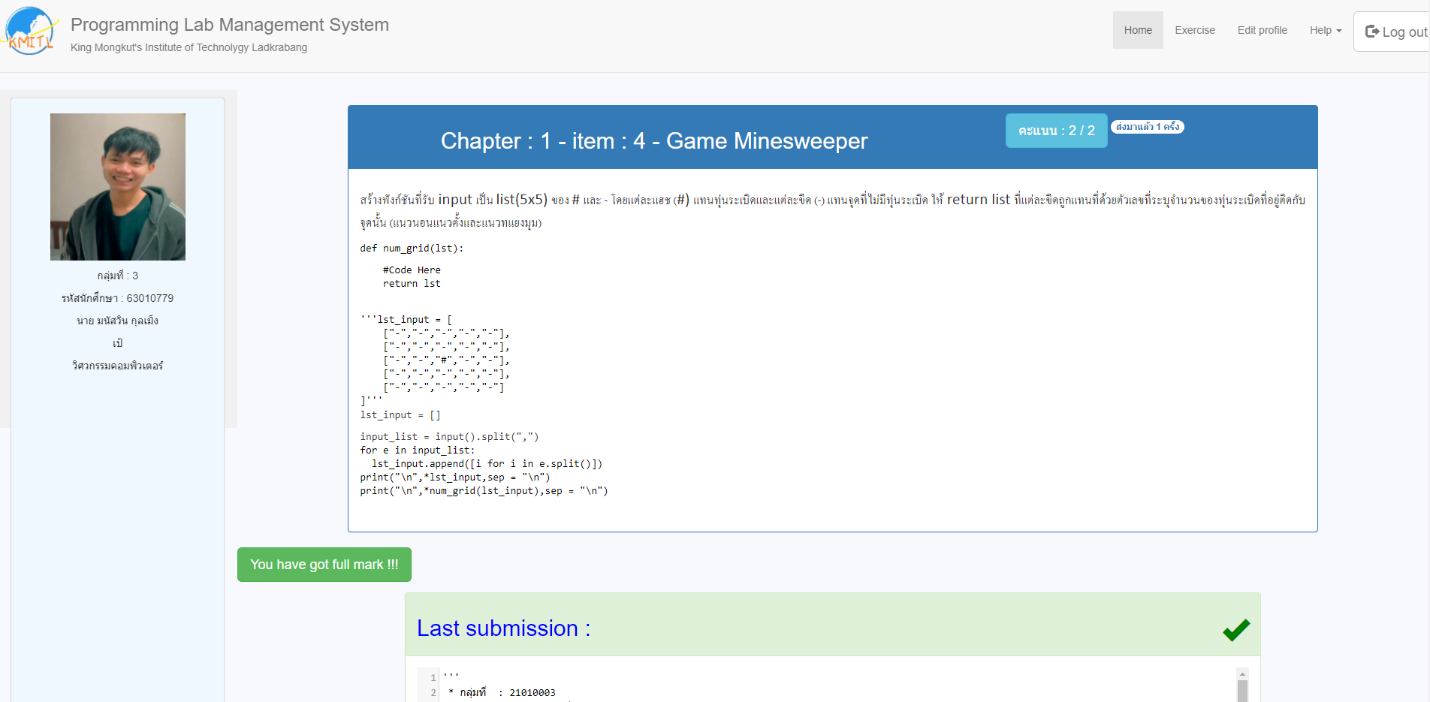 KMITL
Programming Lab Management System
King Mongkut's Institute of Technolygy Ladkrabang
Home
Exercise
Edit profile
Help
Log out
กลุ่มที่ : 3
รหัสนักศึกษา : 63010779
นาย มนัสวิน กุลเม็ง
เป้
วิศวกรรมคอมพิวเตอร์
Chapter : 1 - item : 4 - Game Minesweeper
คะแนน : 2 / 2
ส่งมาแล้ว 1 ครั้ง
สร้างฟังก์ชันที่รับ input เป็น list(5x5) ของ # และ - โดยแต่ละแฮช (#) แทนทุ่นระเบิดและแต่ละขีด (-) แทนจุดที่ไม่มีทุ่นระเบิด ให้ return list ที่แต่ละขีดถูกแทนที่ด้วยตัวเลขที่ระบุจำนวนของทุ่นระเบิดที่อยู่ติดกับ
จุดนั้น (แนวนอนแนวตั้งและแนวทแยงมุม)
def num_grid(lst):
#Code Here
return lst
'''lst_input = [
["-","-","-","-","-"],
["-","-","-","-","-"],
["-","-","#","-","-"],
["-","-","-","-","-"],
["-","-","-","-","-"]
]'''
lst_input = []
input_list = input().split(",")
for e in input_list:
lst_input.append([i for i in e.split()])
print("\n",*lst_input,sep = "\n")
print("\n",*num_grid(lst_input),sep = "\n")
You have got full mark !!!
Last submission :
1 '''
2 * กลุ่มที่ : 21010003